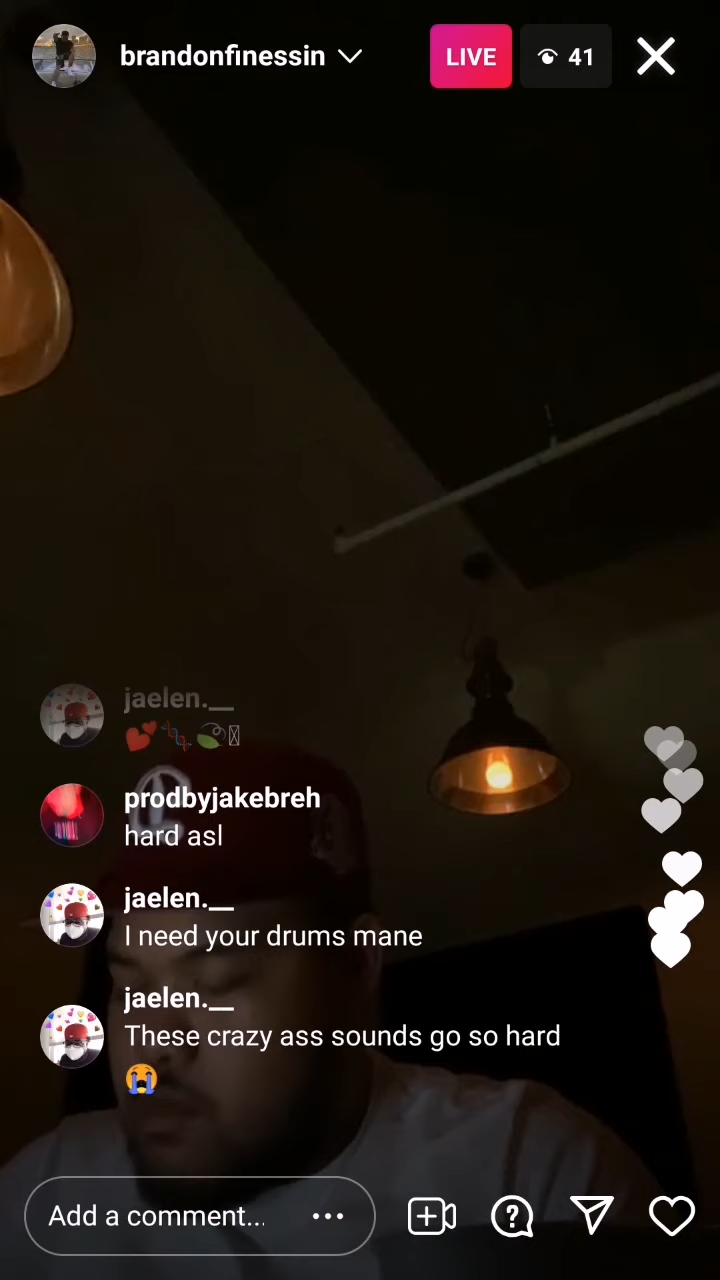 brandonfinessin
LIVE
41
jaelen.__
💕🧬🍃
prodbyjakebreh
hard asl
jaelen.__
I need your drums mane
jaelen.__
These crazy ass sounds go so hard
😭
Add a comment...